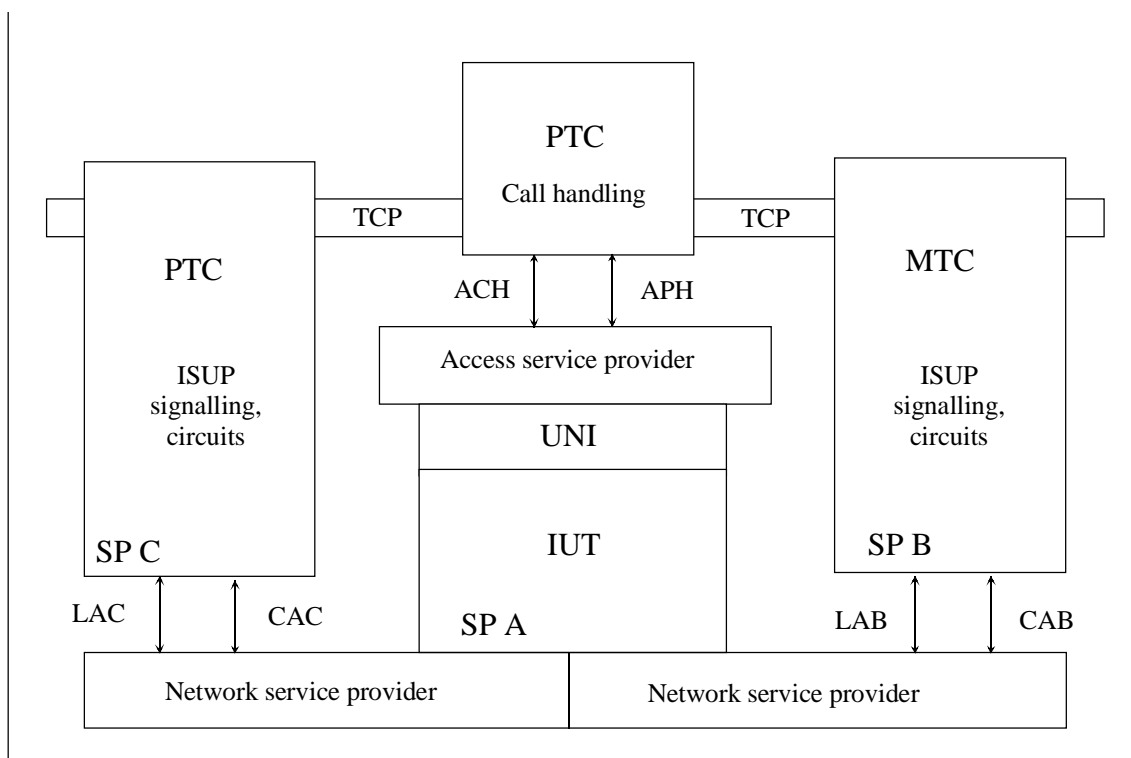 PTC
Call handling
TCP
TCP
PTC
MTC
ACH
APH
Access service provider
ISUP
signalling,
circuits
ISUP
signalling,
circuits
UNI
IUT
SP C
SP B
LAC
CAC
SP A
LAB
CAB
Network service provider
Network service provider